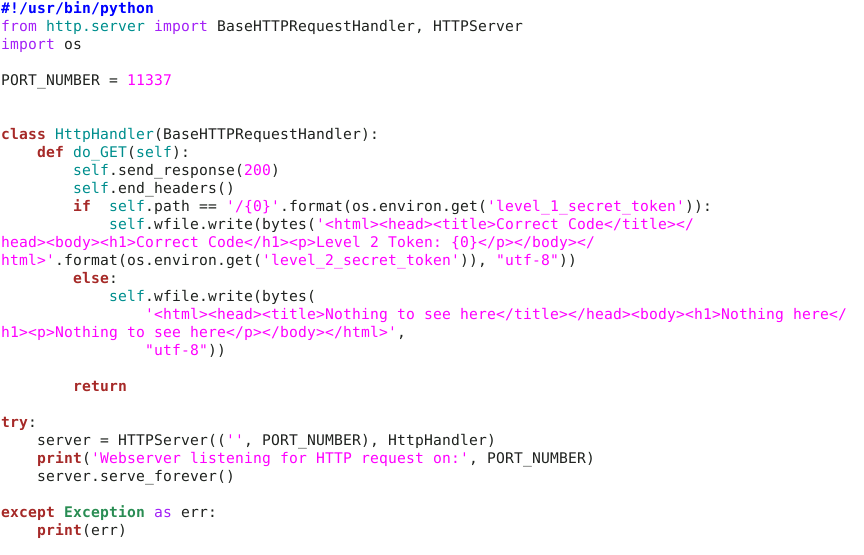 #!/usr/bin/python
from http.server import BaseHTTPRequestHandler, HTTPServer
import os

PORT_NUMBER = 11337


class HttpHandler(BaseHTTPRequestHandler):
    def do_GET(self):
        self.send_response(200)
        self.end_headers()
        if  self.path == '/{0}'.format(os.environ.get('level_1_secret_token')):
            self.wfile.write(bytes('<html><head><title>Correct Code</title></
head><body><h1>Correct Code</h1><p>Level 2 Token: {0}</p></body></
html>'.format(os.environ.get('level_2_secret_token')), "utf-8"))
        else:
            self.wfile.write(bytes(
                '<html><head><title>Nothing to see here</title></head><body><h1>Nothing here</
h1><p>Nothing to see here</p></body></html>',
                "utf-8"))

        return

try:
    server = HTTPServer(('', PORT_NUMBER), HttpHandler)
    print('Webserver listening for HTTP request on:', PORT_NUMBER)
    server.serve_forever()

except Exception as err:
    print(err)